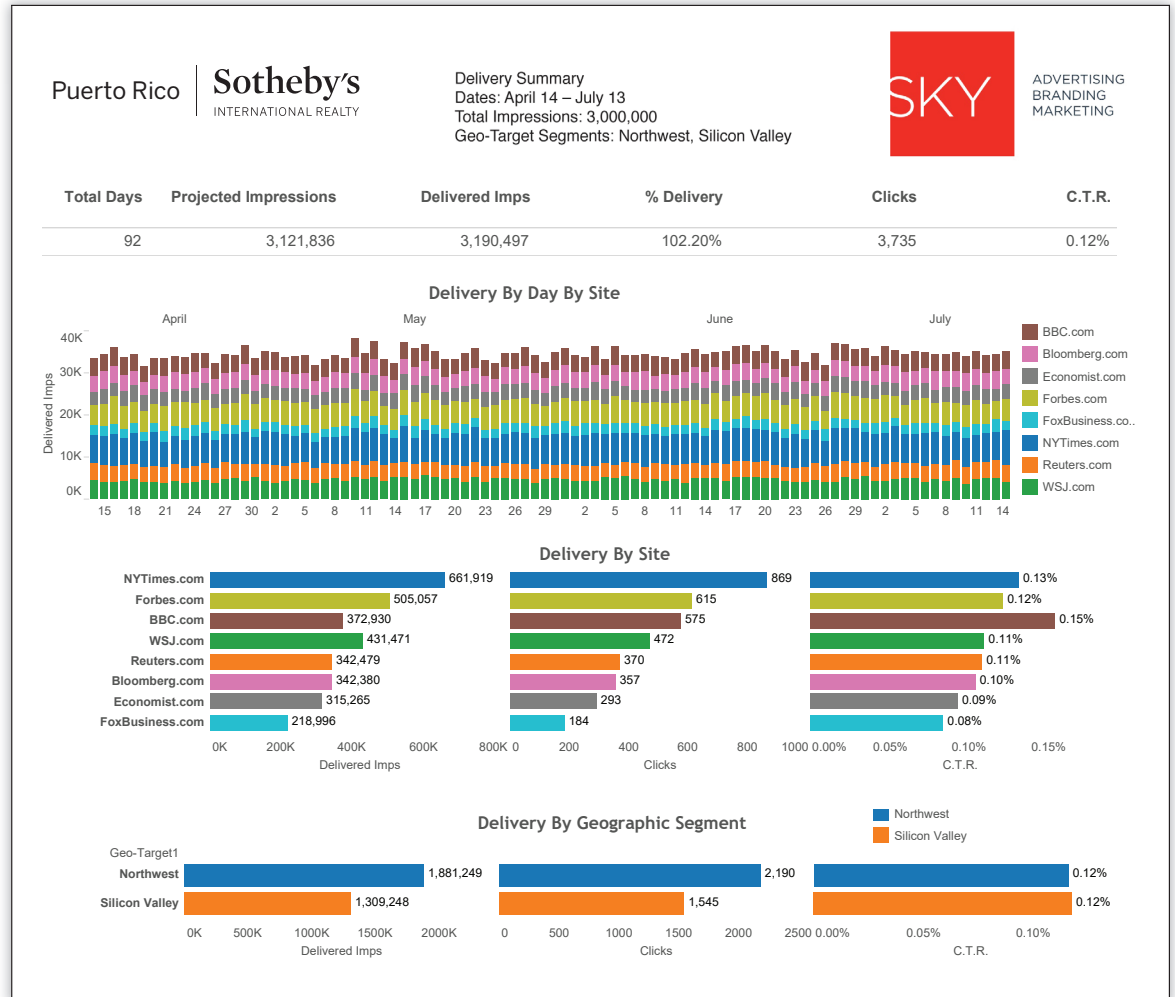 Puerto Rico
Sotheby's
INTERNATIONAL REALTY
Delivery Summary
Dates: April 14 – July 13
Total Impressions: 3,000,000
Geo-Target Segments: Northwest, Silicon Valley
SKY
ADVERTISING
BRANDING
MARKETING
Total Days Projected Impressions Delivered Imps % Delivery Clicks C.T.R.
92 3,121,836 3,190,497 102.20% 3,735 0.12%
Delivery By Day By Site
April May June July
40K
30K
20K
10K
0K
Delivered Imps
15 18 21 24 27 30 2 5 8 11 14 17 20 23 26 29 2 5 8 11 14 17 20 23 26 29 2 5 8 11 14
BBC.com
Bloomberg.com
Economist.com
Forbes.com
FoxBusiness.co..
NYTimes.com
Reuters.com
WSJ.com
Delivery By Site
NYTimes.com 661,919 869 0.13%
Forbes.com 505,057 615 0.12%
BBC.com 372,930 575 0.15%
WSJ.com 431,471 472 0.11%
Reuters.com 342,479 370 0.11%
Bloomberg.com 342,380 357 0.10%
Economist.com 315,265 293 0.09%
FoxBusiness.com 218,996 184 0.08%
0K 200K 400K 600K 800K 0 200 400 600 800 1000 0.00% 0.05% 0.10% 0.15%
Delivered Imps Clicks C.T.R.
Northwest
Silicon Valley
Delivery By Geographic Segment
Geo-Target1
Northwest 1,881,249 2,190 0.12%
Silicon Valley 1,309,248 1,545 0.12%
0K 500K 1000K 1500K 2000K 0 500 1000 1500 2000 2500 0.00% 0.05% 0.10%
Delivered Imps Clicks C.T.R.